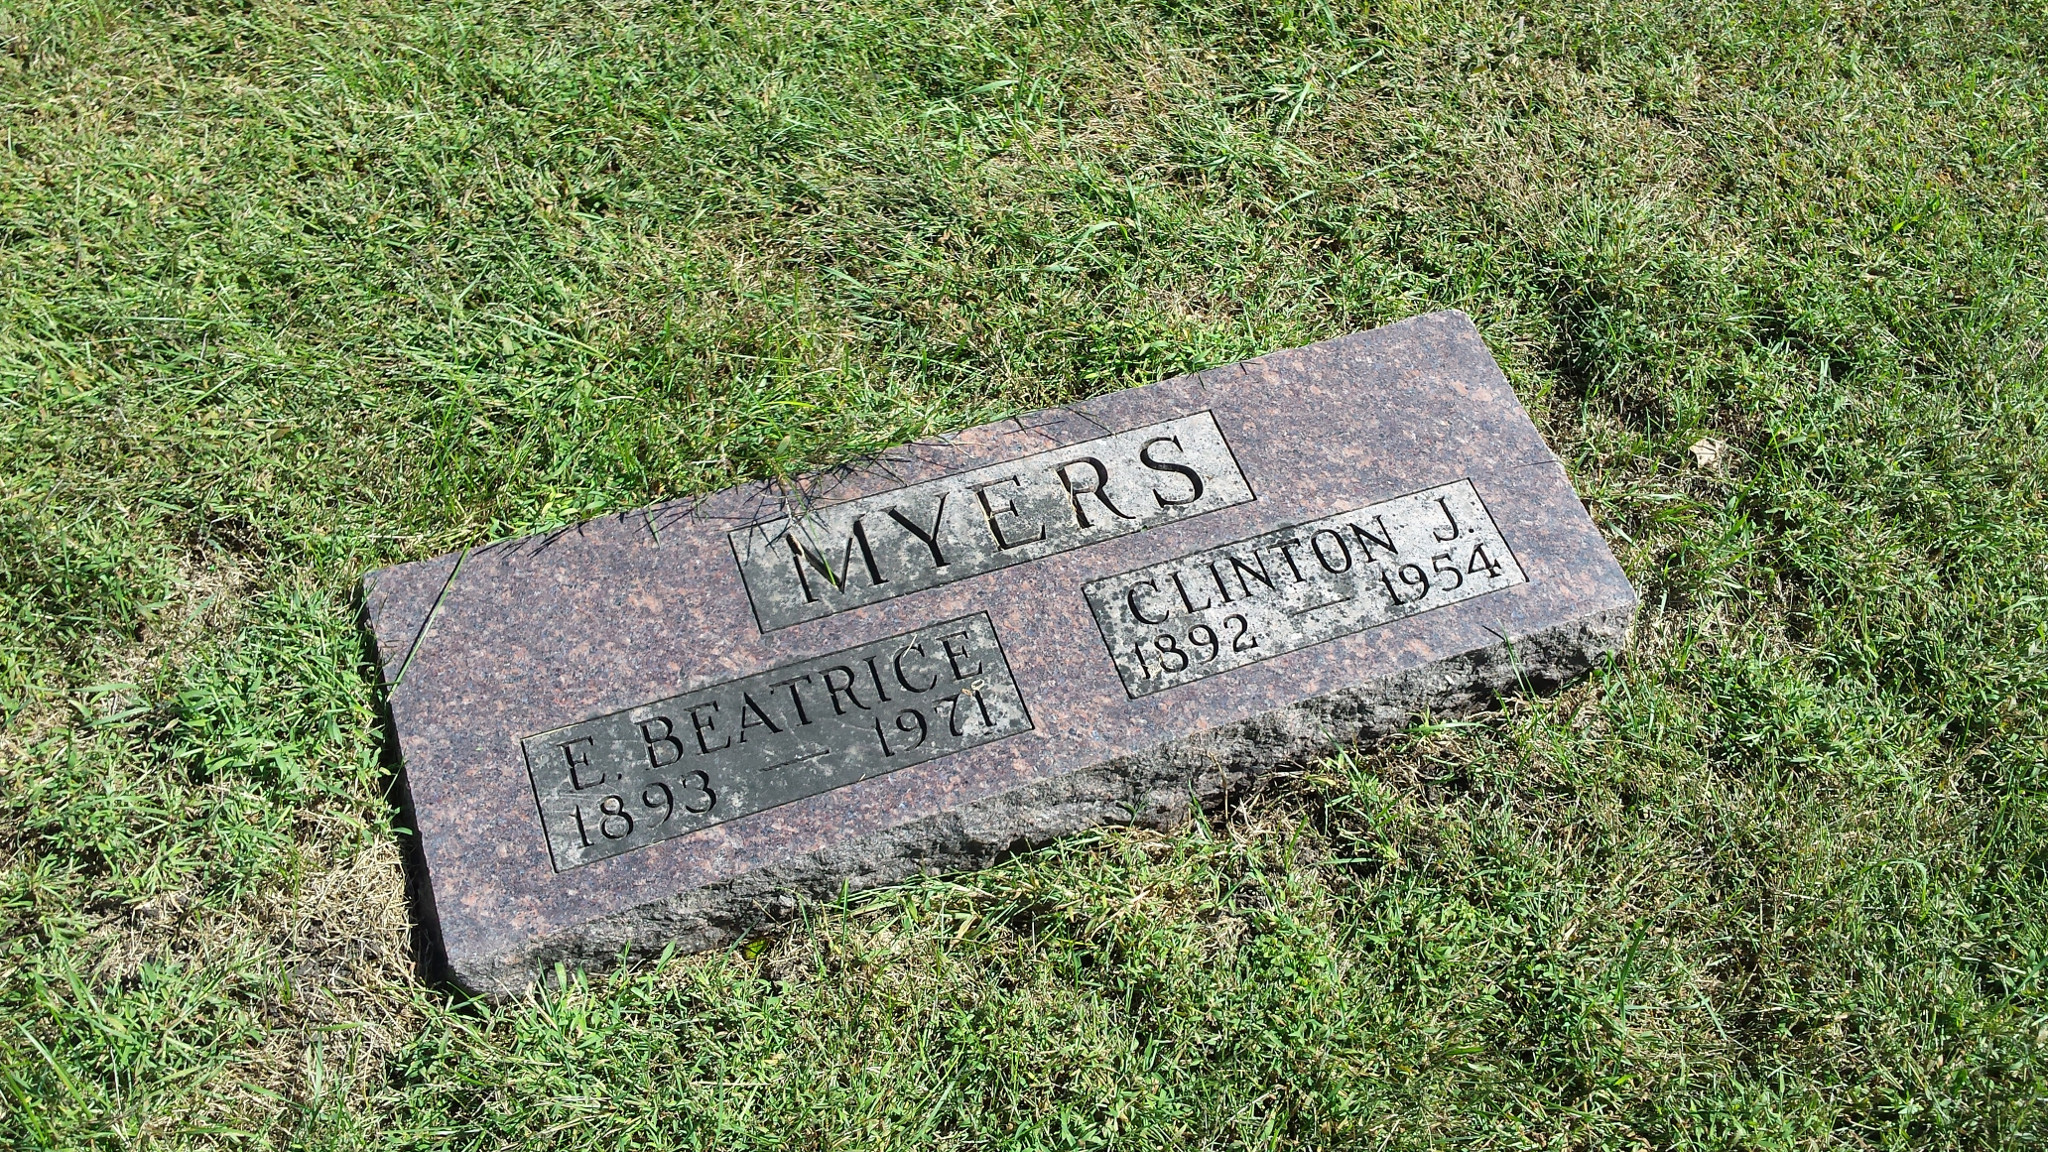 MYERS
E. BEATRICE
1893 — 1971
CLINTON J.
1892 — 1954